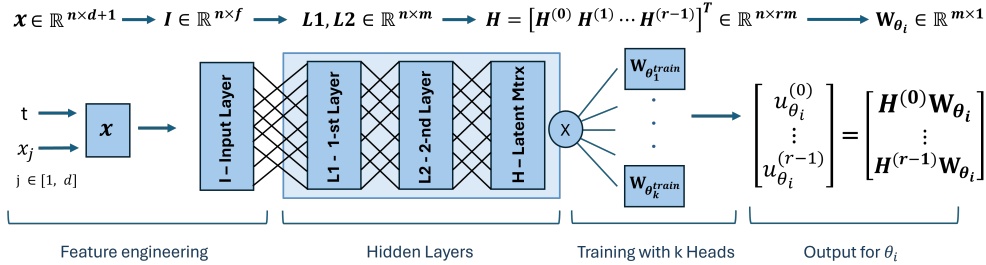 x ∈ ℝ^{n×d+1} I ∈ ℝ^{n×f} L1, L2 ∈ ℝ^{n×m} H = [H^{(0)} H^{(1)} ⋯ H^{(r−1)}]^T ∈ ℝ^{n×rm} W_{θ_i} ∈ ℝ^{m×1}
t
x_j
j ∈ [1, d]
x
I – Input Layer
L1 - 1-st Layer
L2 - 2-nd Layer
H – Latent Mtrx
X
W_{θ_1^{train}}
W_{θ_k^{train}}
[u_{θ_i}^{(0)} ⋮ u_{θ_i}^{(r−1)}] = [H^{(0)}W_{θ_i} ⋮ H^{(r−1)}W_{θ_i}]
Feature engineering Hidden Layers Training with k Heads Output for θ_i